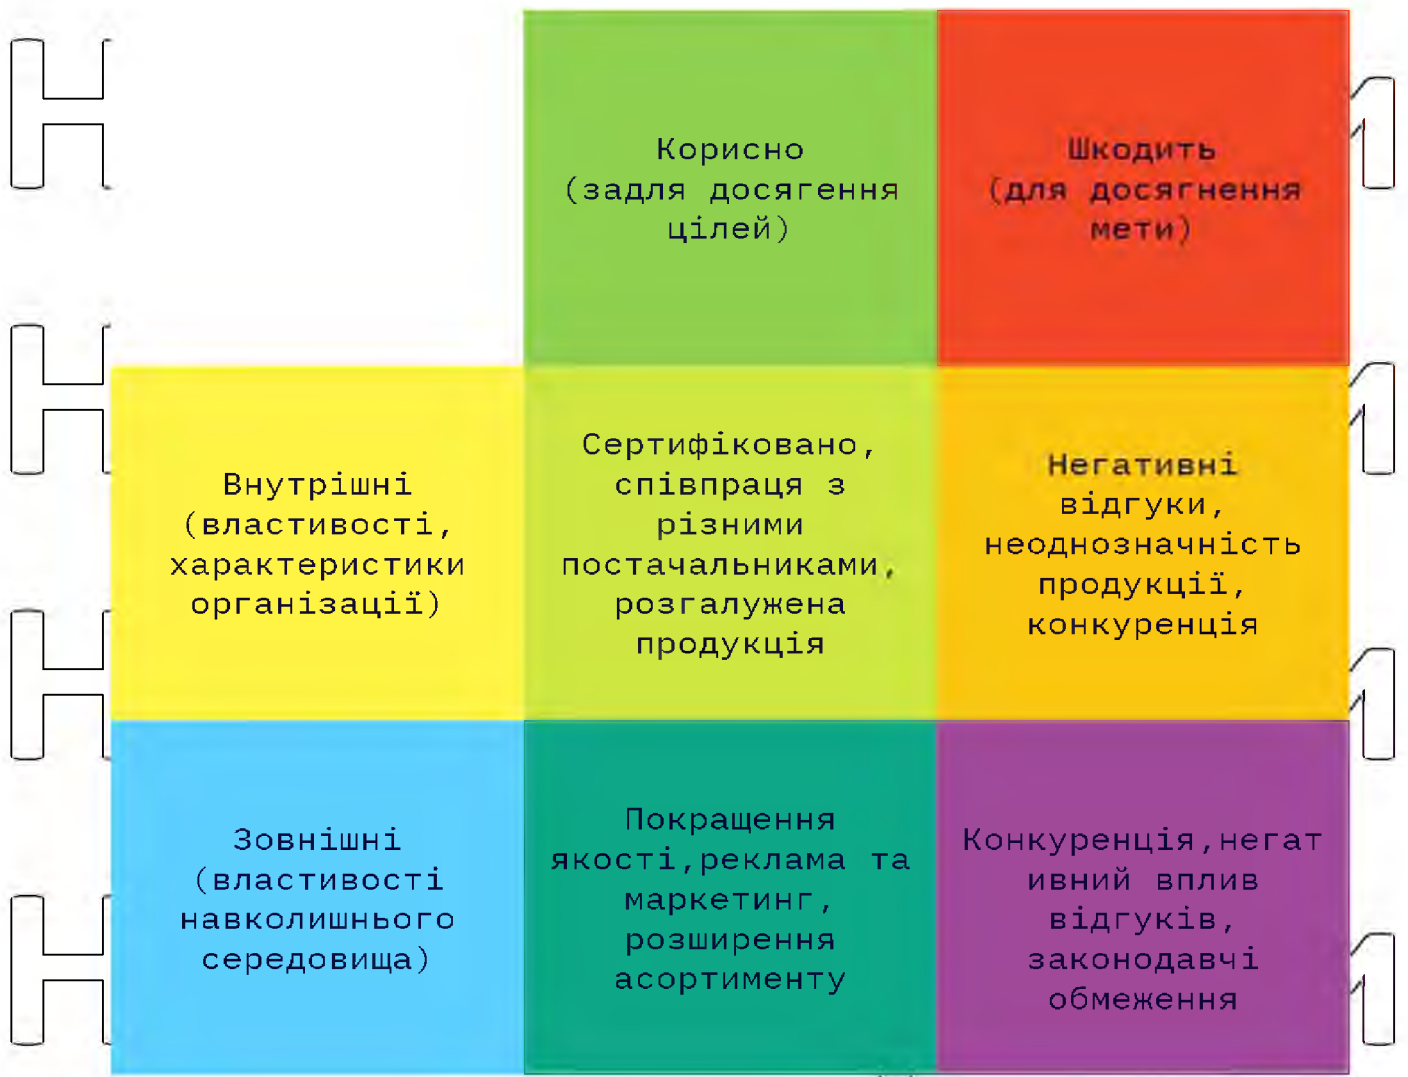 Корисно
(задля досягення
цілей)
Шкодить
(для досягнення
мети)
Внутрішні
(властивості,
характеристики
організації)
Сертифіковано,
співпраця з
різними
постачальниками,
розгалужена
продукція
Негативні
відгуки,
неоднозначність
продукції,
конкуренція
Зовнішні
(властивості
навколишнього
середовища)
Покращення
якості,реклама та
маркетинг,
розширення
асортименту
Конкуренція,негат
ивний вплив
відгуків,
законодавчі
обмеження